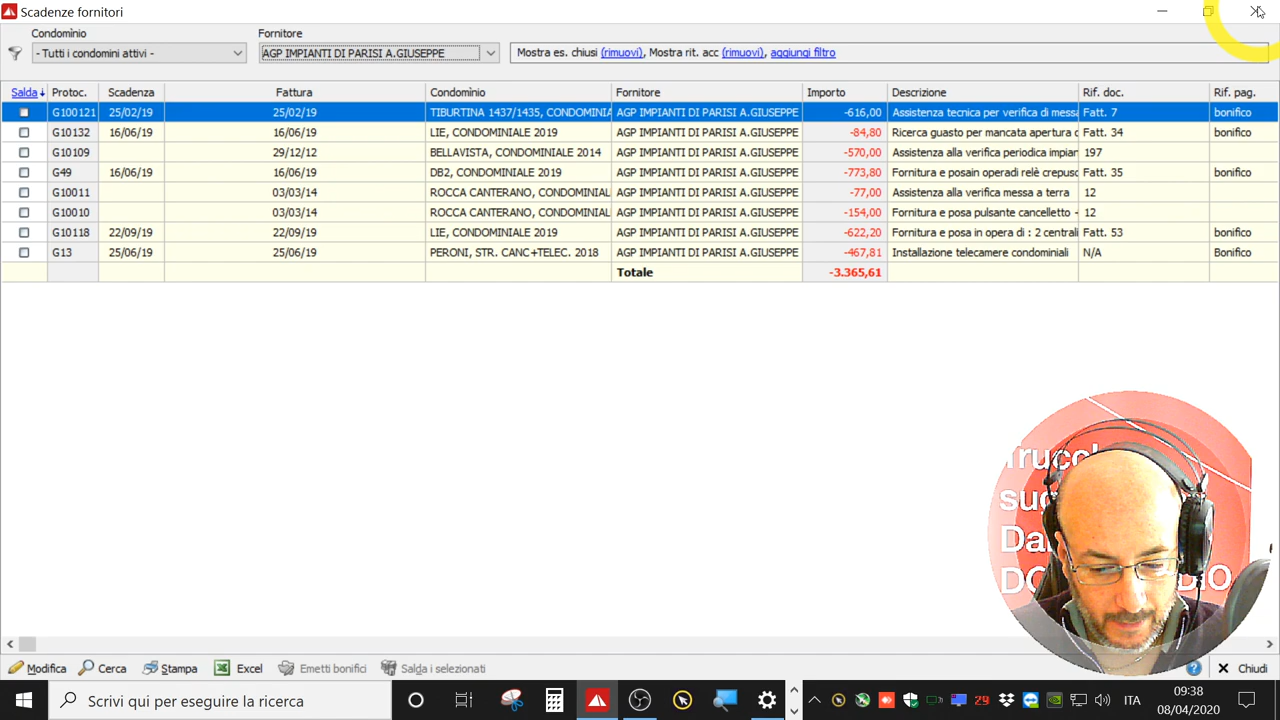 Scadenze fornitori
Condomìnio Fornitore
- Tutti i condomini attivi - AGP IMPIANTI DI PARISI A.GIUSEPPE Mostra es. chiusi (rimuovi), Mostra rit. acc (rimuovi), aggiungi filtro
Salda Protoc. Scadenza Fattura Condomìnio Fornitore Importo Descrizione Rif. doc. Rif. pag.
G100121 25/02/19 25/02/19 TIBURTINA 1437/1435, CONDOMINIA AGP IMPIANTI DI PARISI A.GIUSEPPE -616,00 Assistenza tecnica per verifica di messa Fatt. 7 bonifico
G10132 16/06/19 16/06/19 LIE, CONDOMINIALE 2019 AGP IMPIANTI DI PARISI A.GIUSEPPE -84,80 Ricerca guasto per mancata apertura Fatt. 34 bonifico
G10109 29/12/12 BELLAVISTA, CONDOMINIALE 2014 AGP IMPIANTI DI PARISI A.GIUSEPPE -570,00 Assistenza alla verifica periodica impian 197
G49 16/06/19 16/06/19 DB2, CONDOMINIALE 2019 AGP IMPIANTI DI PARISI A.GIUSEPPE -773,80 Fornitura e posain operadi relè crepusc Fatt. 35 bonifico
G10011 03/03/14 ROCCA CANTERANO, CONDOMINIAL AGP IMPIANTI DI PARISI A.GIUSEPPE -77,00 Assistenza alla verifica messa a terra 12
G10010 03/03/14 ROCCA CANTERANO, CONDOMINIAL AGP IMPIANTI DI PARISI A.GIUSEPPE -154,00 Fornitura e posa pulsante cancelletto - 12
G10118 22/09/19 22/09/19 LIE, CONDOMINIALE 2019 AGP IMPIANTI DI PARISI A.GIUSEPPE -622,20 Fornitura e posa in opera di : 2 centrali Fatt. 53 bonifico
G13 25/06/19 25/06/19 PERONI, STR. CANC+TELEC. 2018 AGP IMPIANTI DI PARISI A.GIUSEPPE -467,81 Installazione telecamere condominiali N/A Bonifico
Totale -3.365,61
Modifica Cerca Stampa Excel Emetti bonifici Salda i selezionati ? Chiudi
Scrivi qui per eseguire la ricerca 29 ITA 09:38
08/04/2020